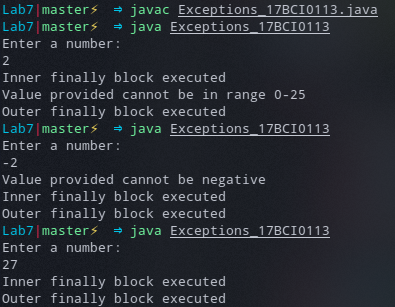 Lab7|master⚡ ⇒ javac Exceptions_17BCI0113.java
Lab7|master⚡ ⇒ java Exceptions_17BCI0113
Enter a number:
2
Inner finally block executed
Value provided cannot be in range 0-25
Outer finally block executed
Lab7|master⚡ ⇒ java Exceptions_17BCI0113
Enter a number:
-2
Value provided cannot be negative
Inner finally block executed
Outer finally block executed
Lab7|master⚡ ⇒ java Exceptions_17BCI0113
Enter a number:
27
Inner finally block executed
Outer finally block executed